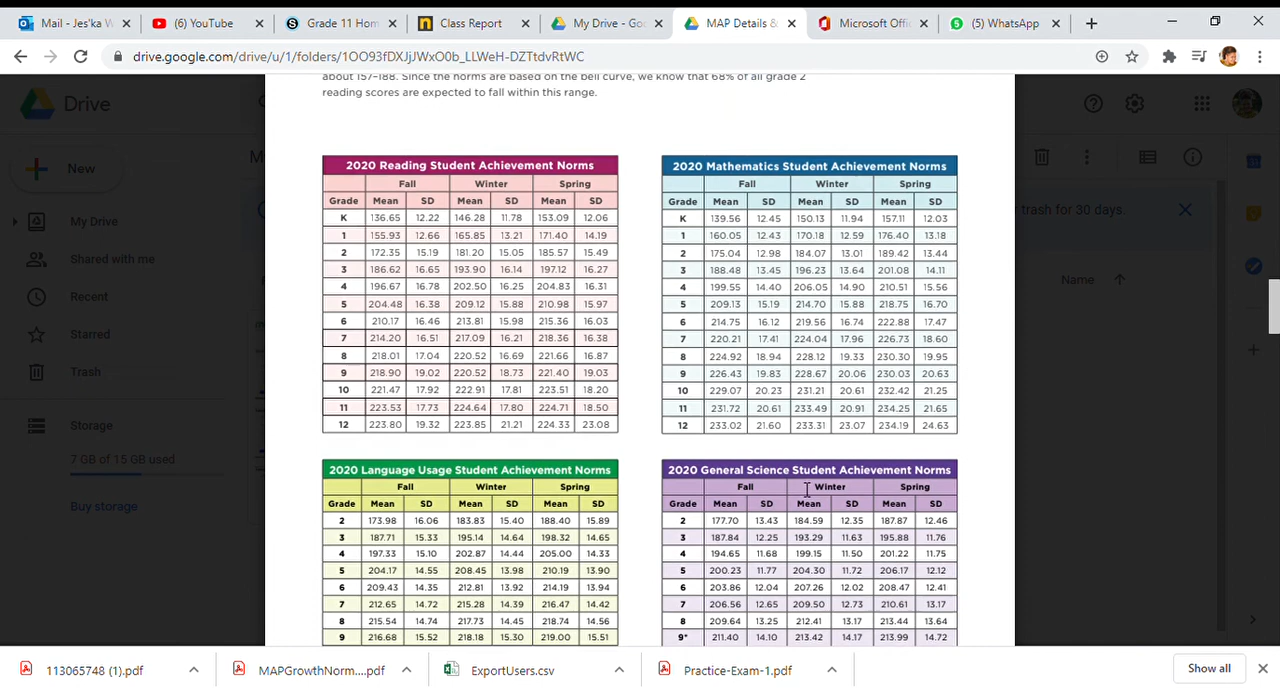 Mail - Jes'ka W
(6) YouTube
Grade 11 Hom
Class Report
My Drive - Goo
MAP Details &
Microsoft Offi
(5) WhatsApp
drive.google.com/drive/u/1/folders/1OO93fDXJjJWxO0b_LLWeH-DZTtdvRtWC
Drive
New
My Drive
Shared with me
Recent
Starred
Trash
Storage
7 GB of 15 GB used
Buy storage
trash for 30 days
Name
about 157–188. Since the norms are based on the bell curve, we know that 68% of all grade 2
reading scores are expected to fall within this range.
2020 Reading Student Achievement Norms
Fall Winter Spring
Grade Mean SD Mean SD Mean SD
K 136.65 12.22 146.28 11.78 153.09 12.06
1 155.93 12.66 165.85 13.21 171.40 14.19
2 172.35 15.19 181.20 15.05 185.57 15.49
3 186.62 16.65 193.90 16.14 197.12 16.27
4 196.67 16.78 202.50 16.25 204.83 16.31
5 204.48 16.38 209.12 15.88 210.98 15.97
6 210.17 16.46 213.81 15.98 215.36 16.03
7 214.20 16.51 217.09 16.21 218.36 16.38
8 218.01 17.04 220.52 16.69 221.66 16.87
9 218.90 19.02 220.52 18.73 221.40 19.03
10 221.47 17.92 222.91 17.81 223.51 18.20
11 223.53 17.73 224.64 17.80 224.71 18.50
12 223.80 19.32 223.85 21.21 224.33 23.08
2020 Mathematics Student Achievement Norms
Fall Winter Spring
Grade Mean SD Mean SD Mean SD
K 139.56 12.45 150.13 11.94 157.11 12.03
1 160.05 12.43 170.18 12.59 176.40 13.18
2 175.04 12.98 184.07 13.01 189.42 13.44
3 188.48 13.45 196.23 13.64 201.08 14.11
4 199.55 14.40 206.05 14.90 210.51 15.56
5 209.13 15.19 214.70 15.88 218.75 16.70
6 214.75 16.12 219.56 16.74 222.88 17.47
7 220.21 17.41 224.04 17.96 226.73 18.60
8 224.92 18.94 228.12 19.33 230.30 19.95
9 226.43 19.83 228.67 20.06 230.03 20.63
10 229.07 20.23 231.21 20.61 232.42 21.25
11 231.72 20.61 233.49 20.91 234.25 21.65
12 233.02 21.60 233.31 23.07 234.19 24.63
2020 Language Usage Student Achievement Norms
Fall Winter Spring
Grade Mean SD Mean SD Mean SD
2 173.98 16.06 183.83 15.40 188.40 15.89
3 187.71 15.33 195.14 14.64 198.32 14.65
4 197.33 15.10 202.87 14.44 205.00 14.33
5 204.17 14.55 208.45 13.98 210.19 13.90
6 209.43 14.35 212.81 13.92 214.19 13.94
7 212.65 14.72 215.28 14.39 216.47 14.42
8 215.54 14.74 217.73 14.45 218.74 14.56
9 216.68 15.52 218.18 15.30 219.00 15.51
2020 General Science Student Achievement Norms
Fall Winter Spring
Grade Mean SD Mean SD Mean SD
2 177.70 13.43 184.59 12.35 187.87 12.46
3 187.84 12.25 193.29 11.63 195.88 11.76
4 194.65 11.68 199.15 11.50 201.22 11.75
5 200.23 11.77 204.30 11.72 206.17 12.12
6 203.86 12.04 207.26 12.02 208.47 12.41
7 206.56 12.65 209.50 12.73 210.61 13.17
8 209.64 13.25 212.41 13.17 213.44 13.64
9* 211.40 14.10 213.42 14.17 213.99 14.72
113065748 (1).pdf
MAPGrowthNorm....pdf
ExportUsers.csv
Practice-Exam-1.pdf
Show all